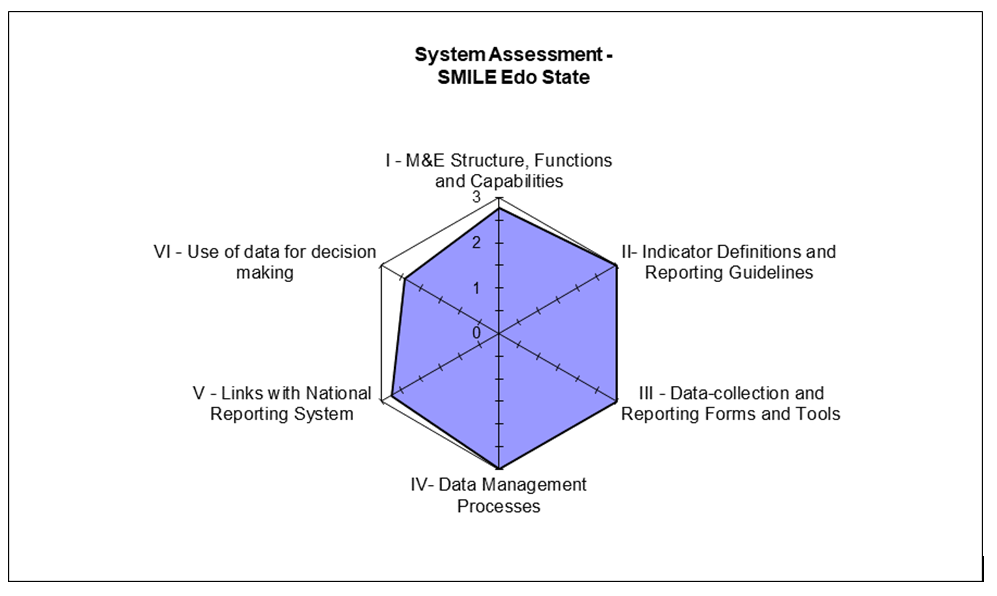 System Assessment -
SMILE Edo State
I - M&E Structure, Functions
and Capabilities
3
VI - Use of data for decision
making
2
II- Indicator Definitions and
Reporting Guidelines
1
0
V - Links with National
Reporting System
III - Data-collection and
Reporting Forms and Tools
IV- Data Management
Processes